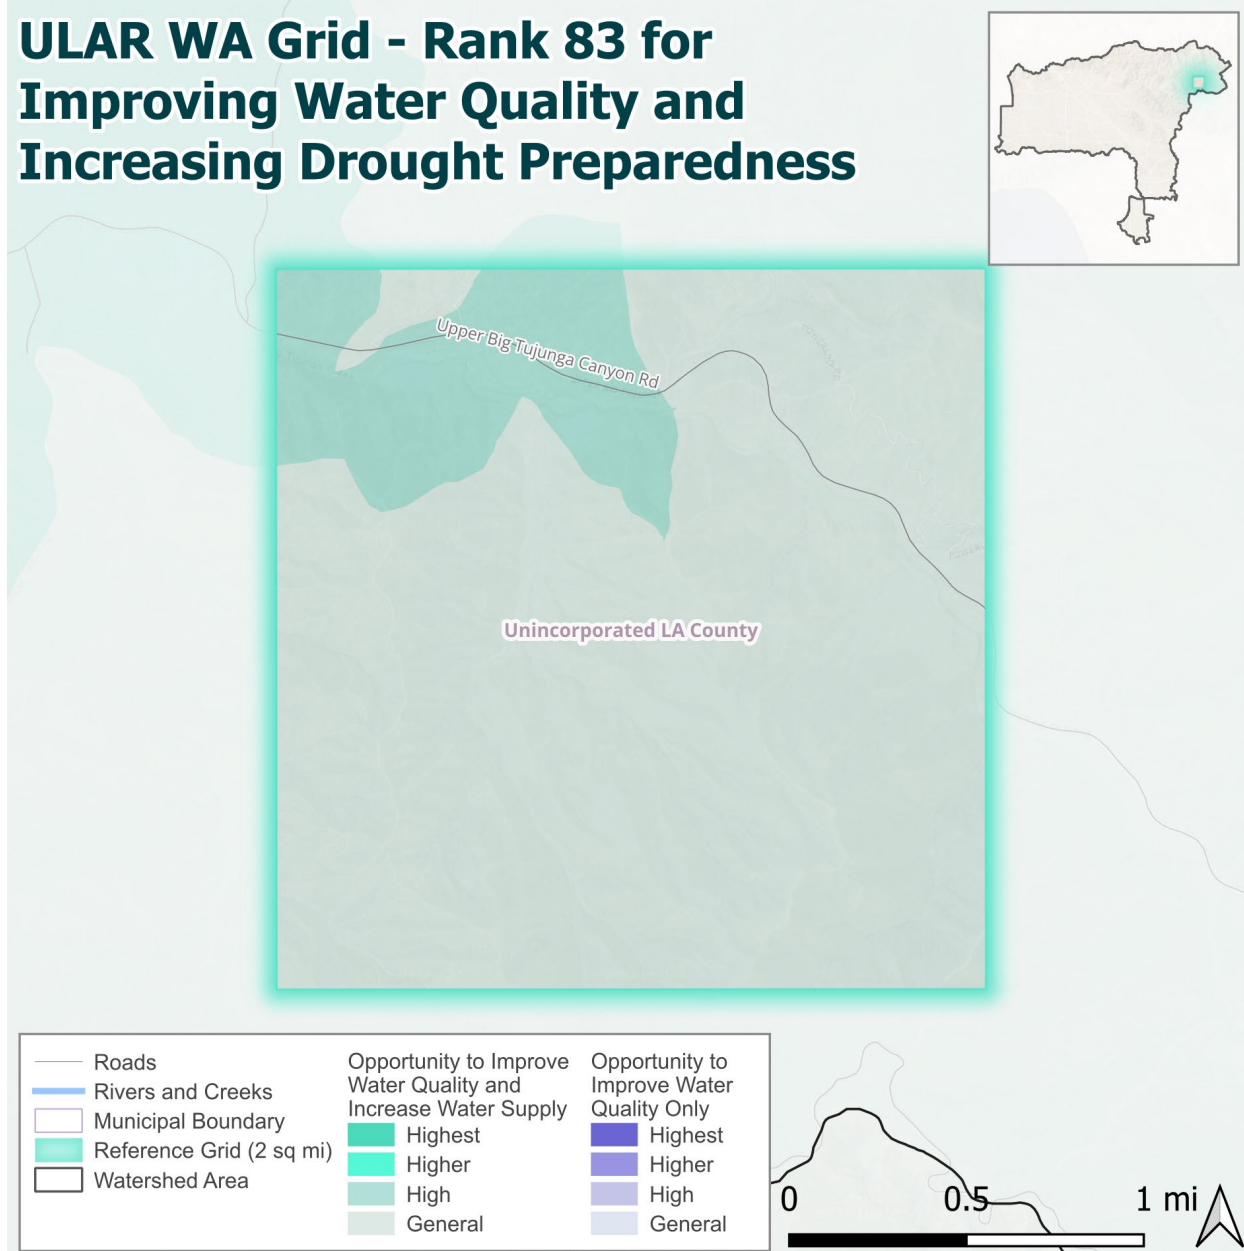 ULAR WA Grid - Rank 83 for
Improving Water Quality and
Increasing Drought Preparedness
Upper Big Tujunga Canyon Rd
Unincorporated LA County
Roads
Rivers and Creeks
Municipal Boundary
Reference Grid (2 sq mi)
Watershed Area
Opportunity to Improve
Water Quality and
Increase Water Supply
Highest
Higher
High
General
Opportunity to
Improve Water
Quality Only
Highest
Higher
High
General
0 0.5 1 mi